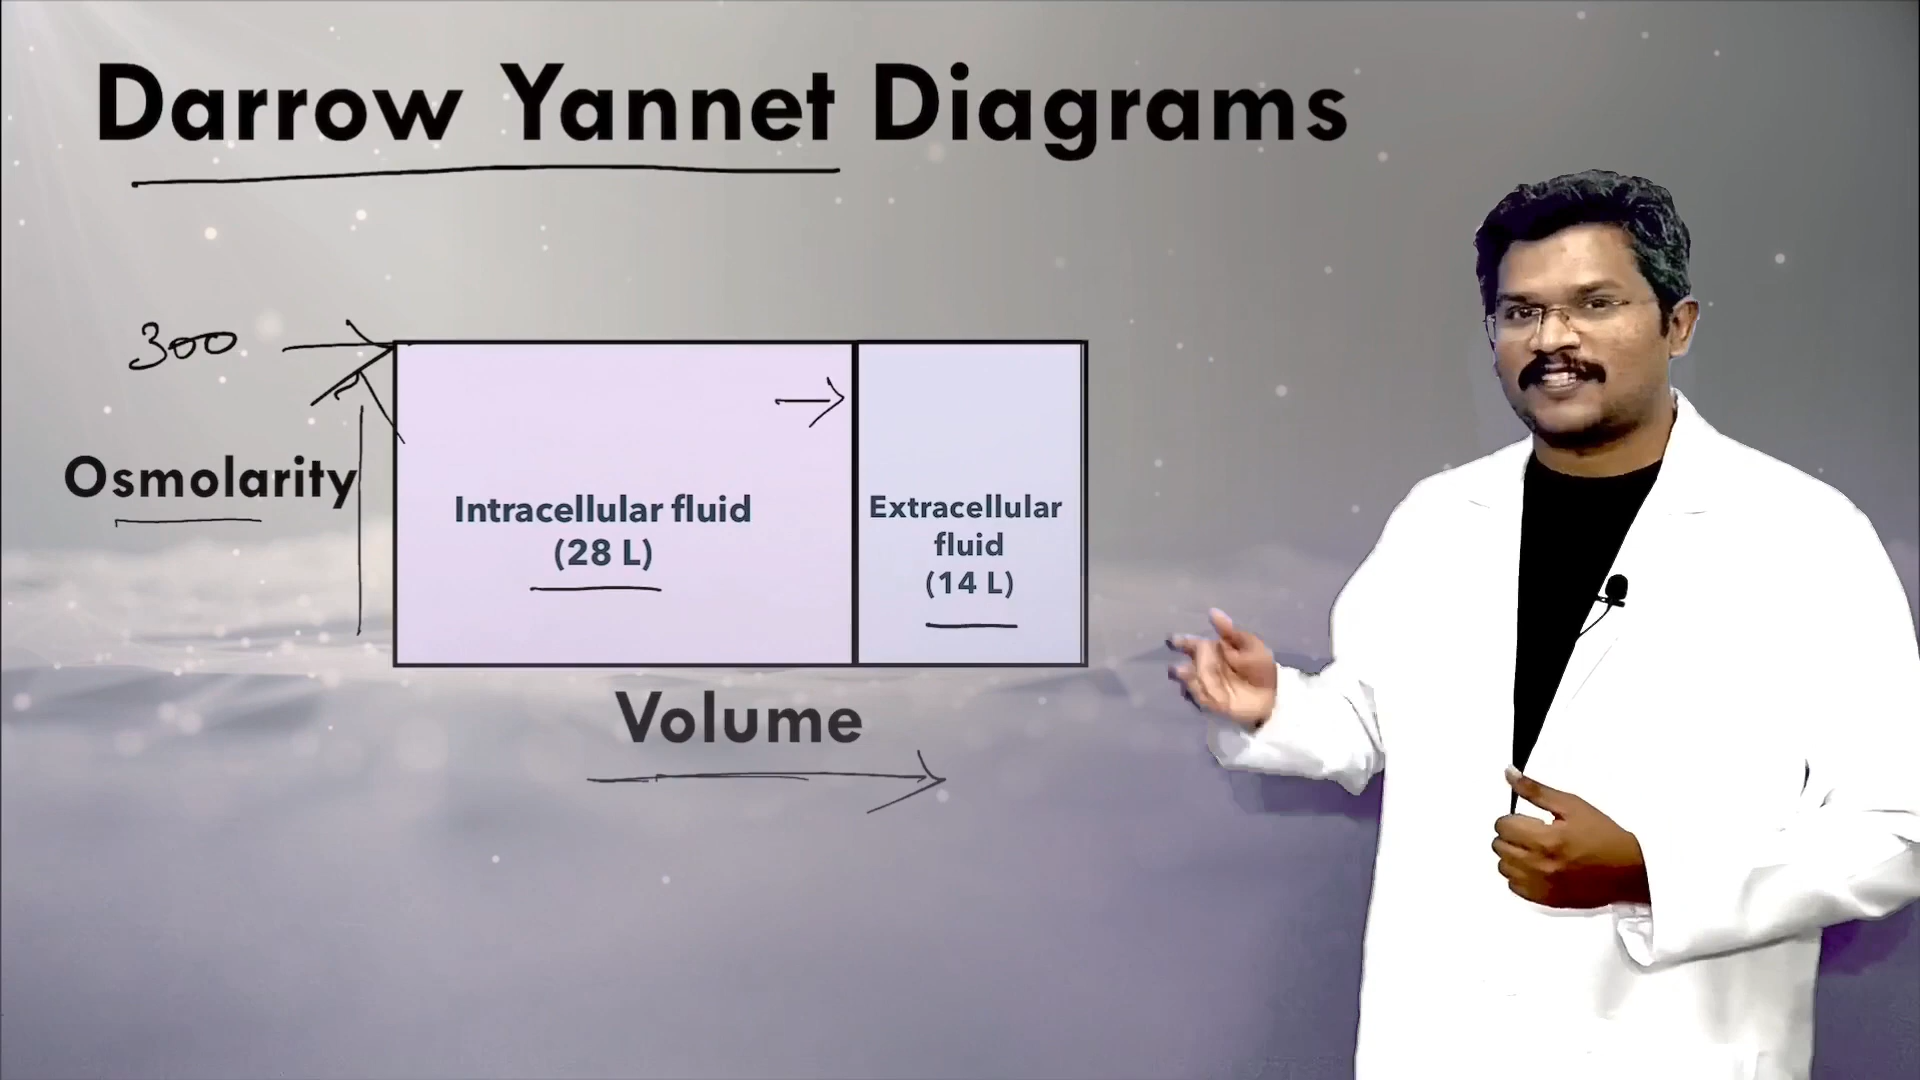 Darrow Yannet Diagrams
300
Osmolarity
Intracellular fluid
(28 L)
Extracellular
fluid
(14 L)
Volume